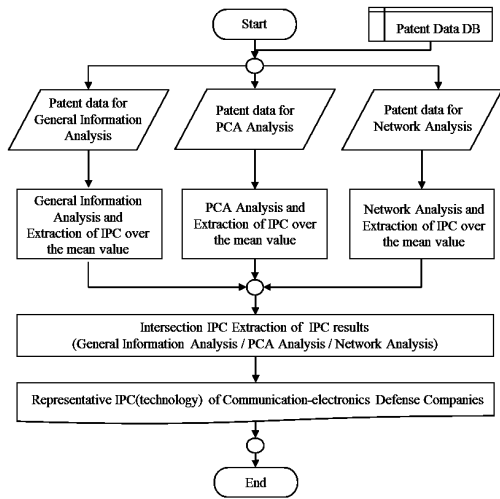 Start
Patent Data DB
Patent data for
General Information
Analysis
Patent data for
PCA Analysis
Patent data for
Network Analysis
General Information
Analysis and
Extraction of IPC over
the mean value
PCA Analysis and
Extraction of IPC over
the mean value
Network Analysis and
Extraction of IPC over
the mean value
Intersection IPC Extraction of IPC results
(General Information Analysis / PCA Analysis / Network Analysis)
Representative IPC(technology) of Communication-electronics Defense Companies
End